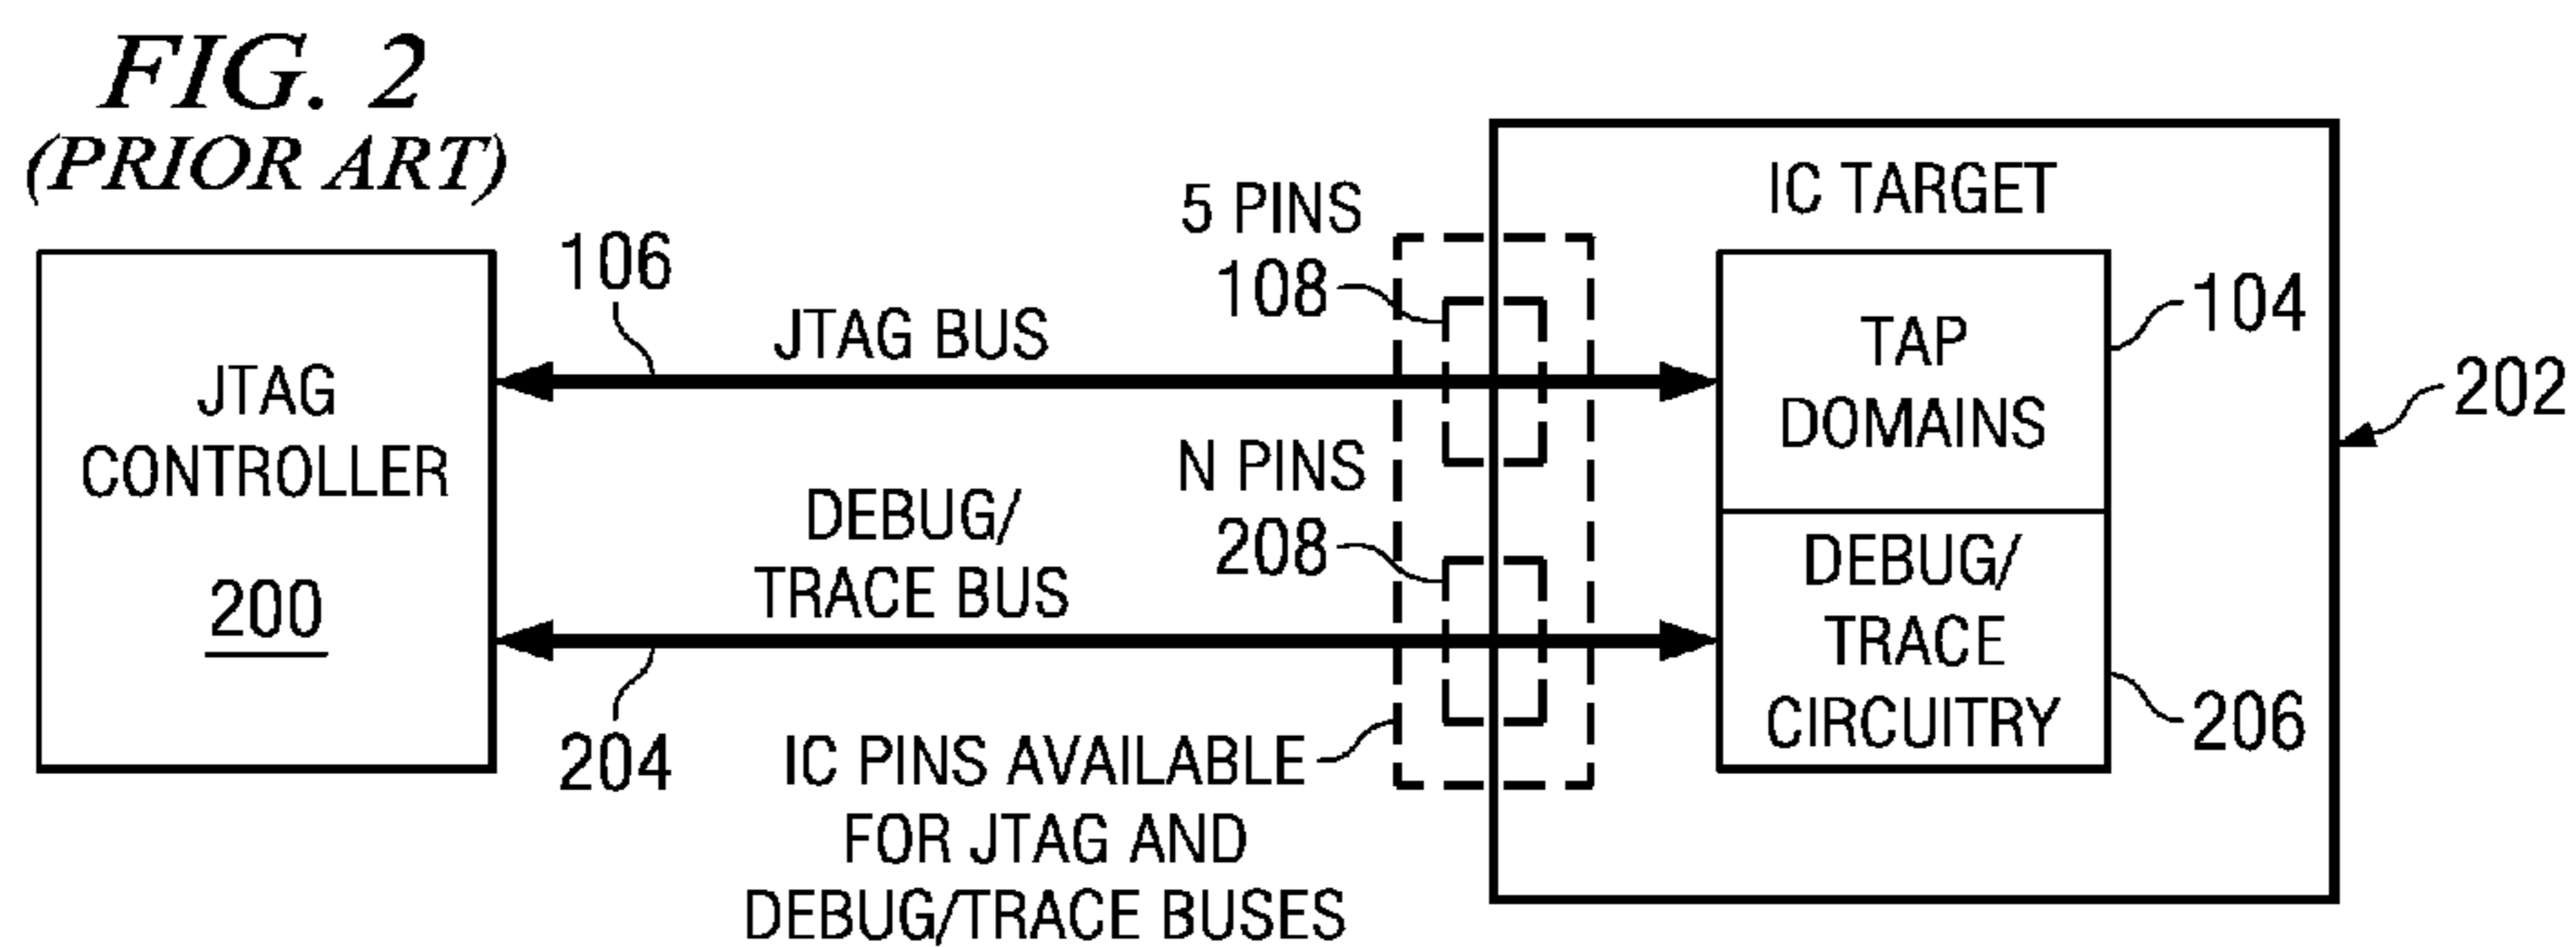 FIG. 2
(PRIOR ART)
JTAG
CONTROLLER
200
106
JTAG BUS
DEBUG/
TRACE BUS
204
5 PINS
108
N PINS
208
IC PINS AVAILABLE
FOR JTAG AND
DEBUG/TRACE BUSES
IC TARGET
TAP
DOMAINS
104
DEBUG/
TRACE
CIRCUITRY
206
202